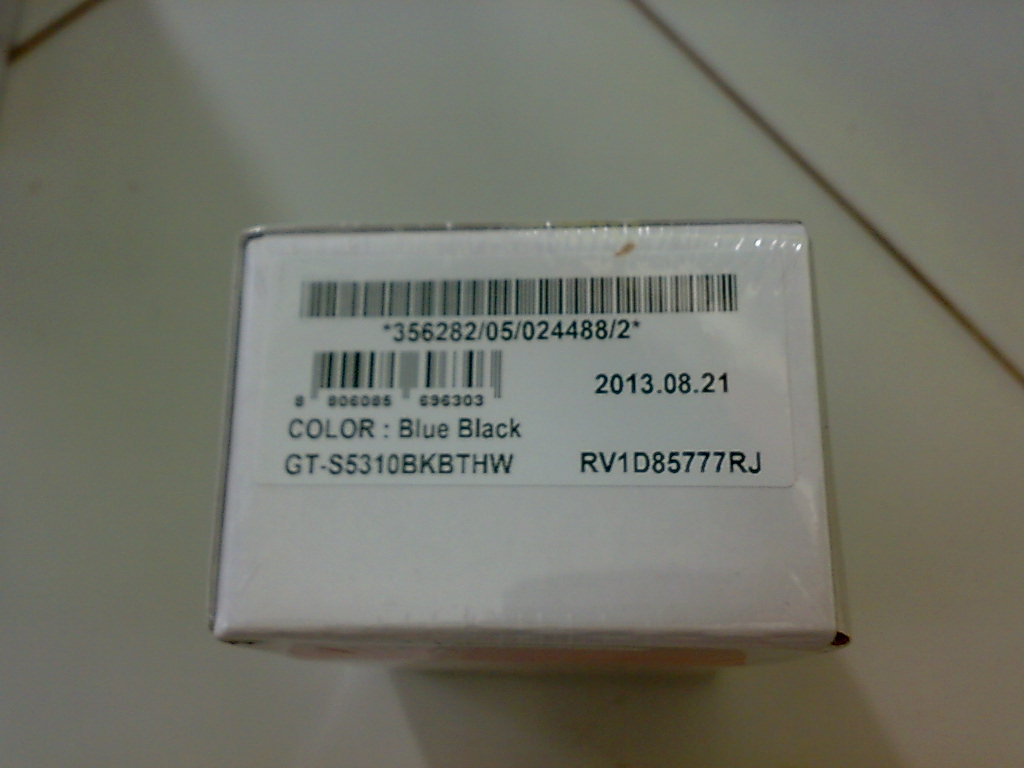 *356282/05/024488/2*
8 806085 696303
2013.08.21
COLOR : Blue Black
GT-S5310BKBTHW RV1D85777RJ